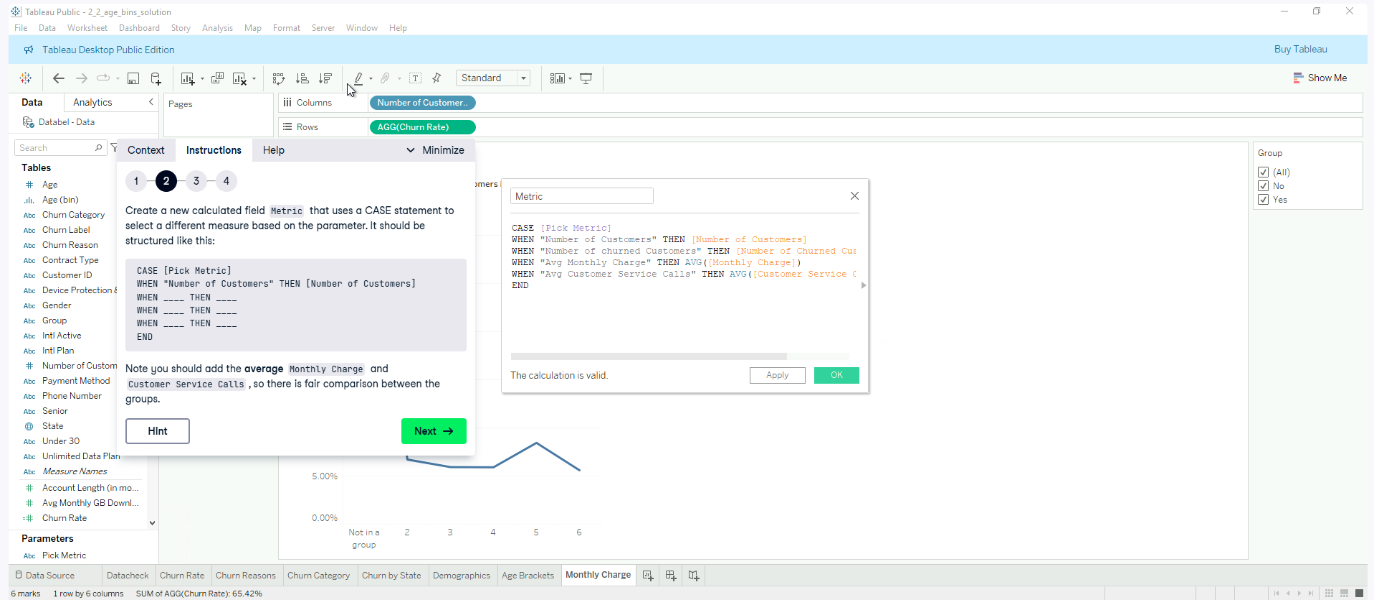 Tableau Public - 2_2_age_bins_solution
File Data Worksheet Dashboard Story Analysis Map Format Server Window Help
Tableau Desktop Public Edition
Buy Tableau
Standard
Show Me
Data
Analytics
Databel - Data
Search
Tables
Age
Age (bin)
Churn Category
Churn Label
Churn Reason
Contract Type
Customer ID
Device Protection &
Gender
Group
Intl Active
Intl Plan
Number of Custom
Payment Method
Phone Number
Senior
State
Under 30
Unlimited Data Plan
Measure Names
Account Length (in mo...
Avg Monthly GB Downl...
Churn Rate
Parameters
Pick Metric
Pages
Columns
Number of Customer..
Rows
AGG(Churn Rate)
Context
Instructions
Help
Minimize
1 2 3 4
Create a new calculated field Metric that uses a CASE statement to
select a different measure based on the parameter. It should be
structured like this:
CASE [Pick Metric]
WHEN "Number of Customers" THEN [Number of Customers]
WHEN ____ THEN ____
WHEN ____ THEN ____
WHEN ____ THEN ____
END
Note you should add the average Monthly Charge and
Customer Service Calls , so there is fair comparison between the
groups.
HInt
Next
Metric
CASE [Pick Metric]
WHEN "Number of Customers" THEN [Number of Customers]
WHEN "Number of churned Customers" THEN [Number of Churned Cus
WHEN "Avg Monthly Charge" THEN AVG([Monthly Charge])
WHEN "Avg Customer Service Calls" THEN AVG([Customer Service C
END
The calculation is valid.
Apply
OK
Group
(All)
No
Yes
5.00%
0.00%
Not in a
group
2 3 4 5 6
Data Source Datacheck Churn Rate Churn Reasons Churn Category Churn by State Demographics Age Brackets Monthly Charge
6 marks 1 row by 6 columns SUM of AGG(Churn Rate): 65.42%